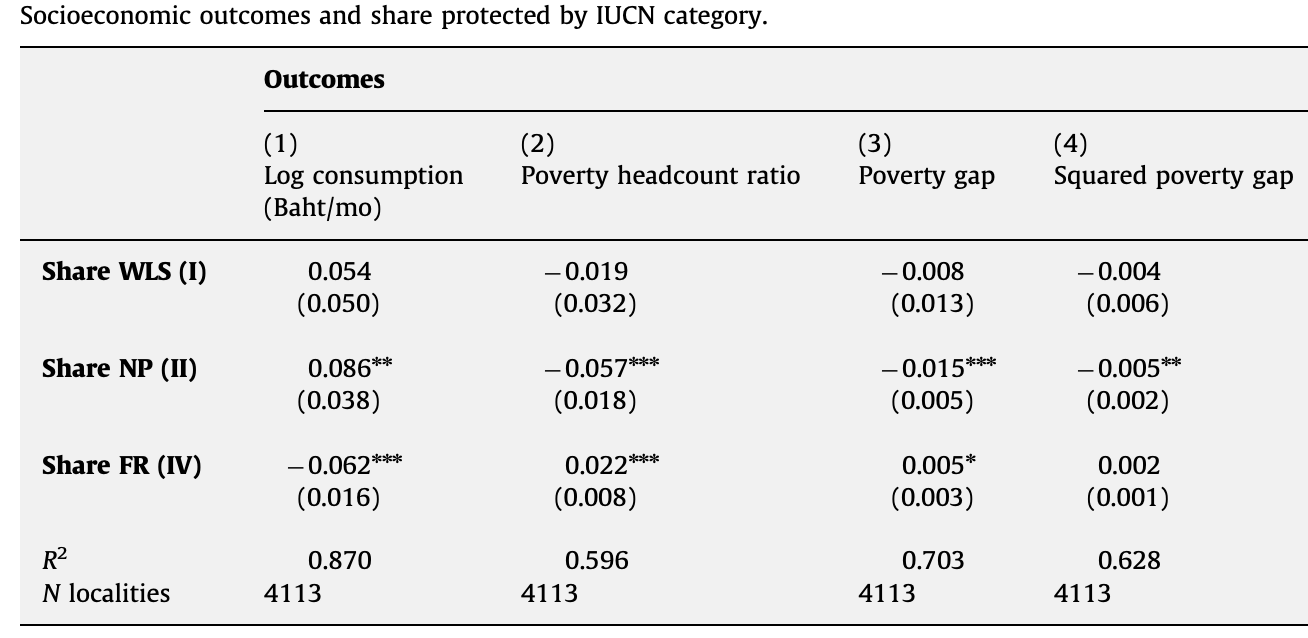 Socioeconomic outcomes and share protected by IUCN category.
Outcomes
(1) (2) (3) (4)
Log consumption Poverty headcount ratio Poverty gap Squared poverty gap
(Baht/mo)
Share WLS (I) 0.054 −0.019 −0.008 −0.004
(0.050) (0.032) (0.013) (0.006)
Share NP (II) 0.086** −0.057*** −0.015*** −0.005**
(0.038) (0.018) (0.005) (0.002)
Share FR (IV) −0.062*** 0.022*** 0.005* 0.002
(0.016) (0.008) (0.003) (0.001)
R² 0.870 0.596 0.703 0.628
N localities 4113 4113 4113 4113